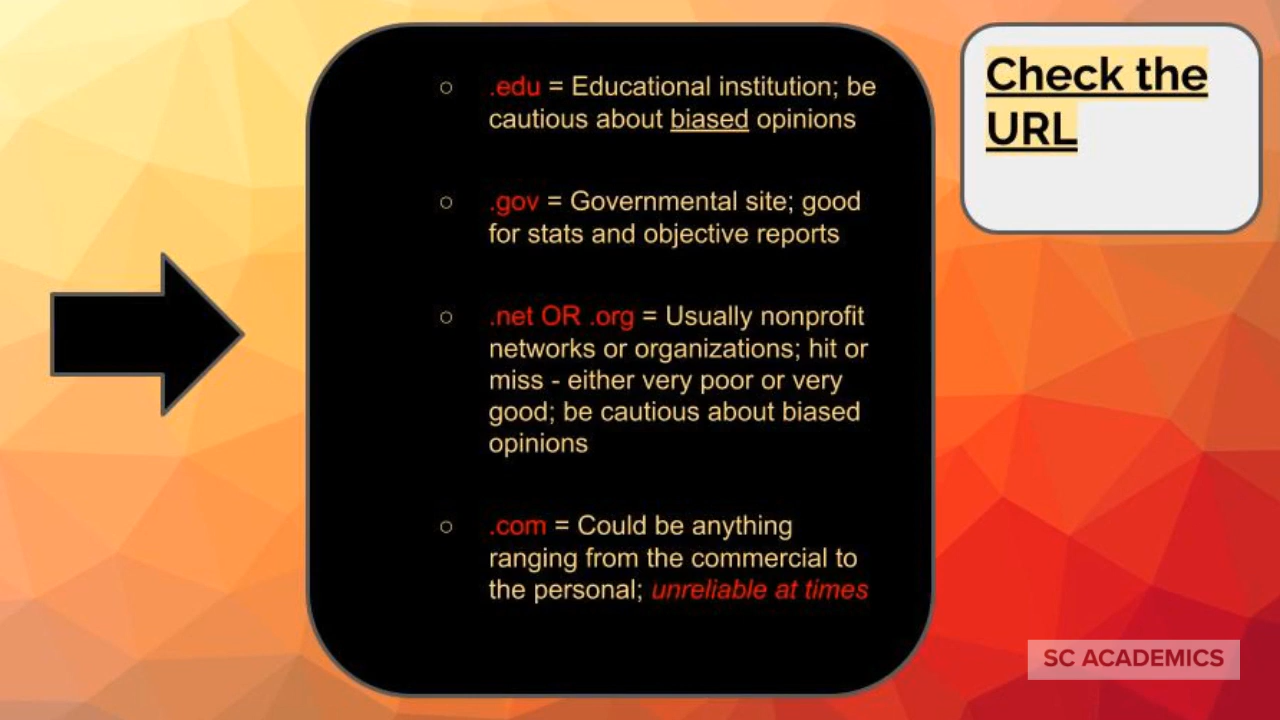 Check the
URL
○ .edu = Educational institution; be
cautious about biased opinions
○ .gov = Governmental site; good
for stats and objective reports
○ .net OR .org = Usually nonprofit
networks or organizations; hit or
miss - either very poor or very
good; be cautious about biased
opinions
○ .com = Could be anything
ranging from the commercial to
the personal; unreliable at times
SC ACADEMICS